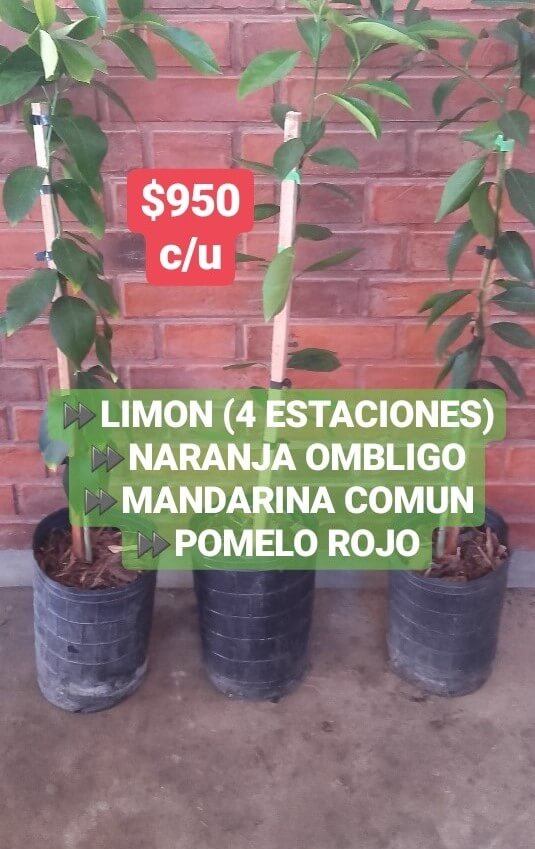 $950
c/u
⏩LIMON (4 ESTACIONES)
⏩NARANJA OMBLIGO
⏩MANDARINA COMUN
⏩POMELO ROJO